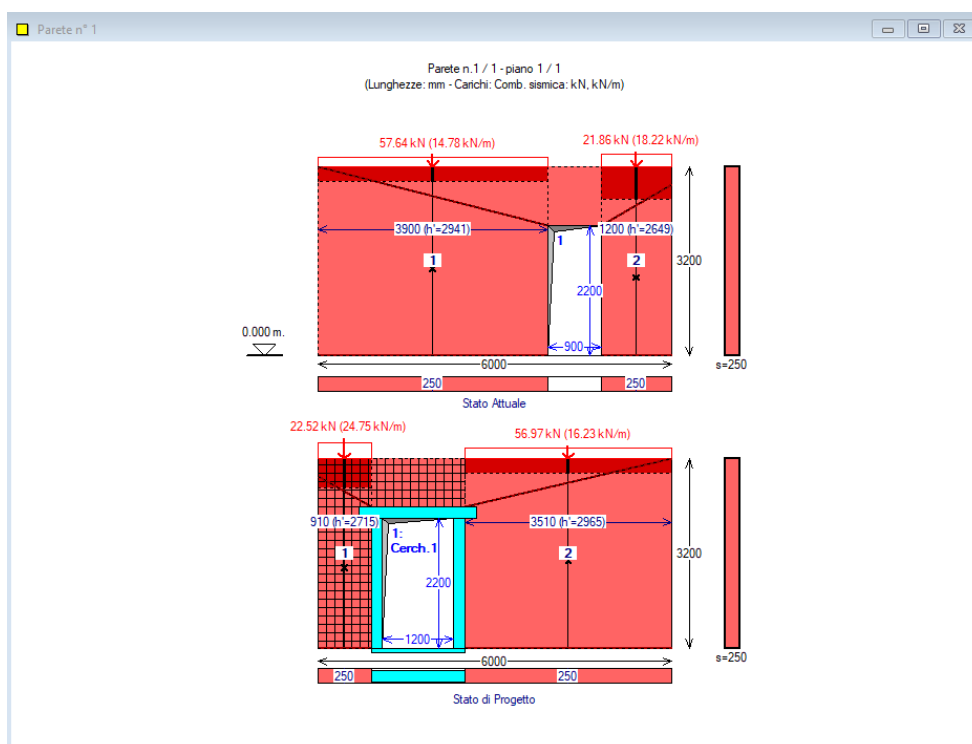 Parete n° 1
Parete n.1 / 1 - piano 1 / 1
(Lunghezze: mm - Carichi: Comb. sismica: kN, kN/m)
57.64 kN (14.78 kN/m)
21.86 kN (18.22 kN/m)
3900 (h'=2941)
1200 (h'=2649)
1
1
2
3200
2200
0.000 m.
900
6000
s=250
250
250
Stato Attuale
22.52 kN (24.75 kN/m)
56.97 kN (16.23 kN/m)
910 (h'=2715)
3510 (h'=2965)
1:
Cerch.1
1
2
3200
2200
1200
6000
s=250
250
250
Stato di Progetto